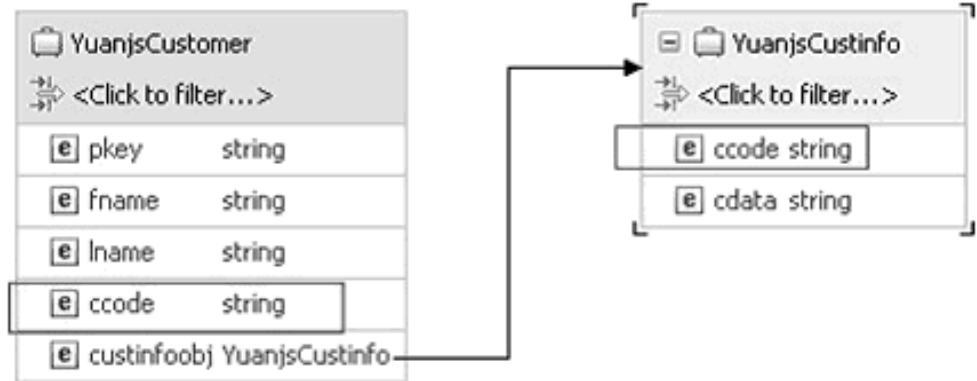 YuanjsCustomer
<Click to filter...>
e pkey string
e fname string
e lname string
e ccode string
e custinfoobj YuanjsCustinfo
YuanjsCustinfo
<Click to filter...>
e ccode string
e cdata string